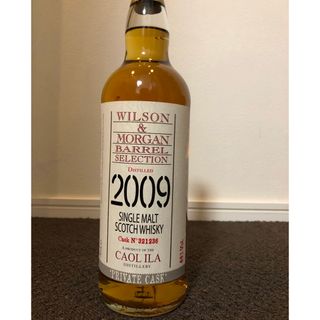 WILSON
&
MORGAN
BARREL
SELECTION
DISTILLED
2009
SINGLE MALT
SCOTCH WHISKY
Cask Nº 321236
A PRODUCT OF THE
CAOL ILA
DISTILLERY
"PRIVATE CASK"